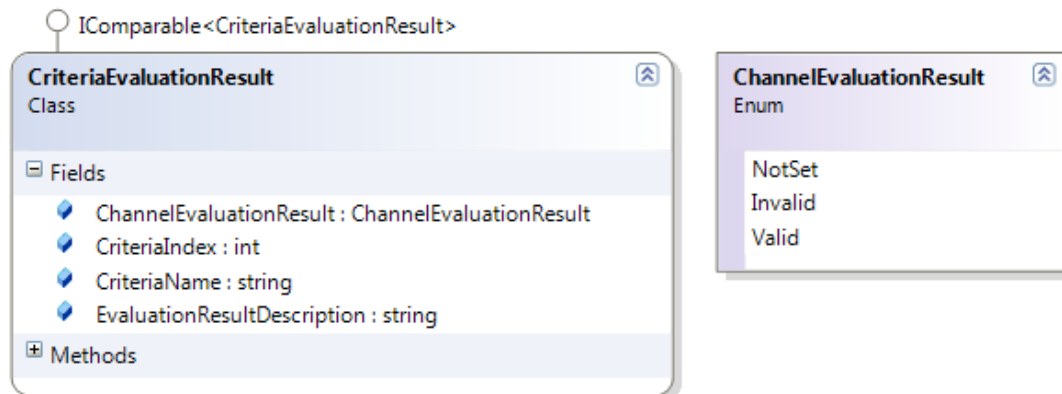 IComparable<CriteriaEvaluationResult>
CriteriaEvaluationResult
Class
Fields
ChannelEvaluationResult : ChannelEvaluationResult
CriteriaIndex : int
CriteriaName : string
EvaluationResultDescription : string
Methods
ChannelEvaluationResult
Enum
NotSet
Invalid
Valid